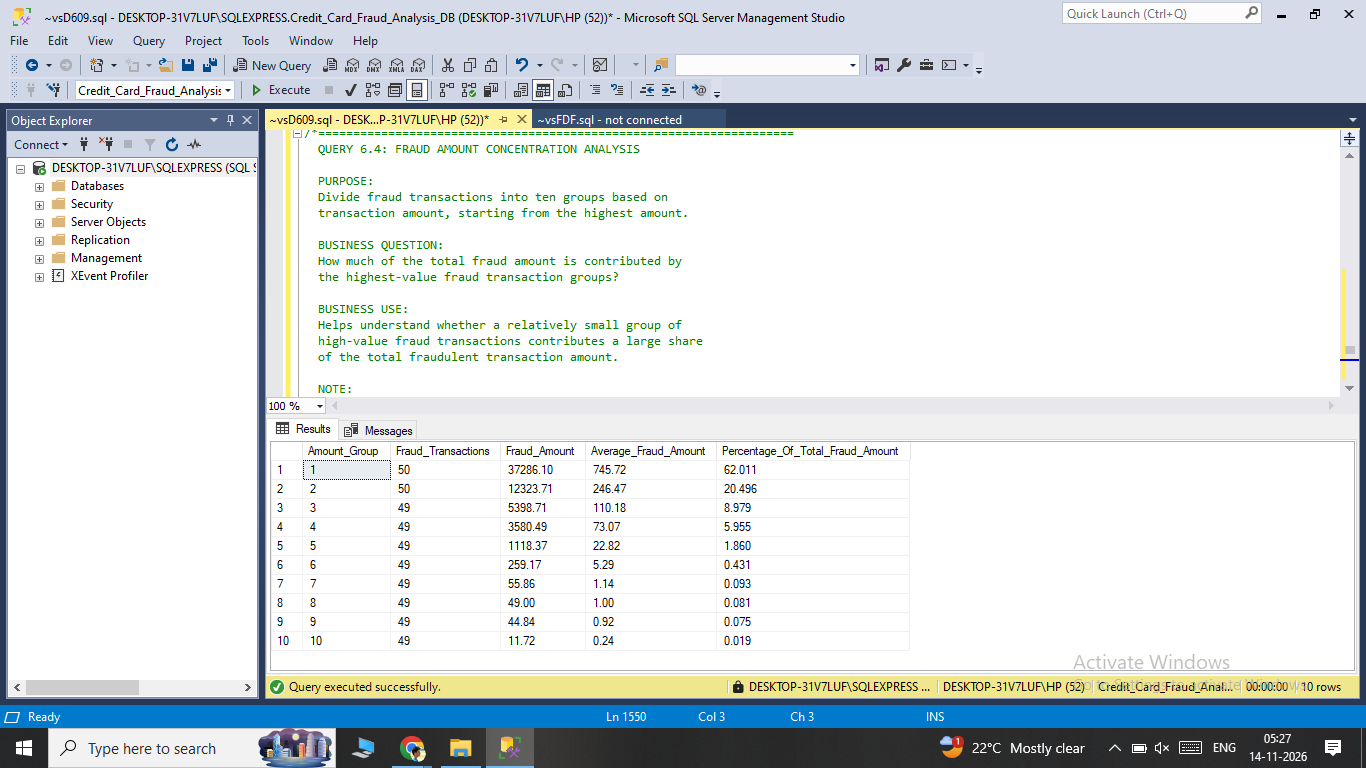 ~vsD609.sql - DESKTOP-31V7LUF\SQLEXPRESS.Credit_Card_Fraud_Analysis_DB (DESKTOP-31V7LUF\HP (52))* - Microsoft SQL Server Management Studio
Quick Launch (Ctrl+Q)
File Edit View Query Project Tools Window Help
New Query MDX DMX XMLA DAX
Credit_Card_Fraud_Analysis Execute
Object Explorer
~vsD609.sql - DESK...P-31V7LUF\HP (52))* ~vsFDF.sql - not connected
Connect
DESKTOP-31V7LUF\SQLEXPRESS (SQL S
Databases
Security
Server Objects
Replication
Management
XEvent Profiler
/*====================================================================
QUERY 6.4: FRAUD AMOUNT CONCENTRATION ANALYSIS
PURPOSE:
Divide fraud transactions into ten groups based on
transaction amount, starting from the highest amount.
BUSINESS QUESTION:
How much of the total fraud amount is contributed by
the highest-value fraud transaction groups?
BUSINESS USE:
Helps understand whether a relatively small group of
high-value fraud transactions contributes a large share
of the total fraudulent transaction amount.
NOTE:
100 %
Results Messages
Amount_Group Fraud_Transactions Fraud_Amount Average_Fraud_Amount Percentage_Of_Total_Fraud_Amount
1 1 50 37286.10 745.72 62.011
2 2 50 12323.71 246.47 20.496
3 3 49 5398.71 110.18 8.979
4 4 49 3580.49 73.07 5.955
5 5 49 1118.37 22.82 1.860
6 6 49 259.17 5.29 0.431
7 7 49 55.86 1.14 0.093
8 8 49 49.00 1.00 0.081
9 9 49 44.84 0.92 0.075
10 10 49 11.72 0.24 0.019
Activate Windows
Query executed successfully. DESKTOP-31V7LUF\SQLEXPRESS ... DESKTOP-31V7LUF\HP (52) Credit_Card_Fraud_Anal... 00:00:00 10 rows
Ready Ln 1550 Col 3 Ch 3 INS
Type here to search
1 22°C Mostly clear ENG 05:27
14-11-2026